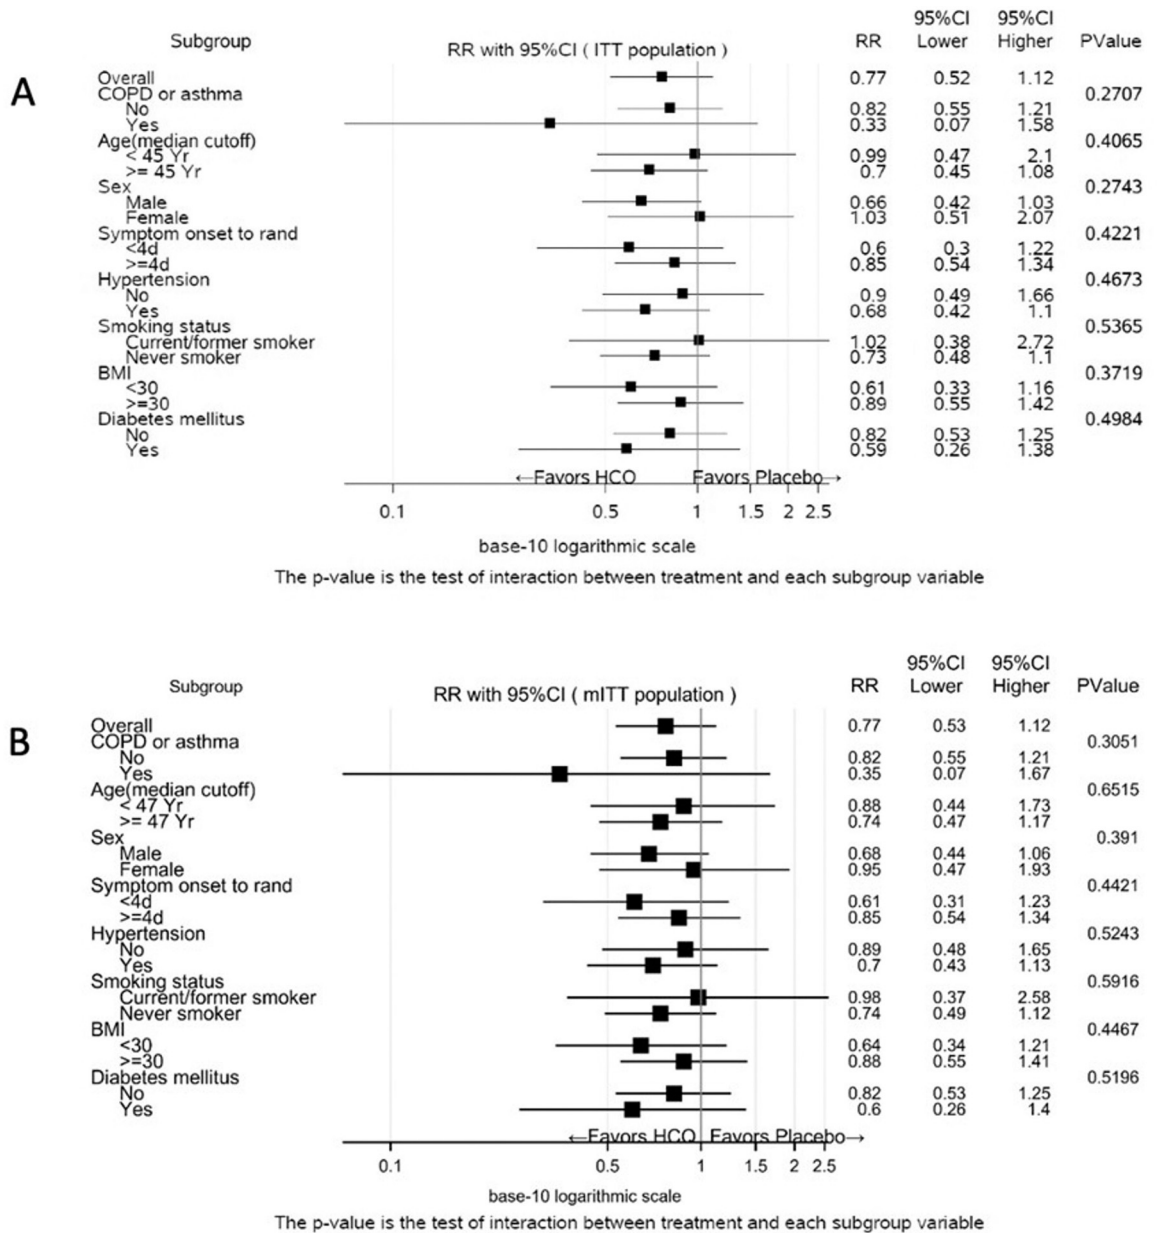 A
Subgroup RR with 95%CI ( ITT population ) RR 95%CI Lower 95%CI Higher PValue
Overall 0.77 0.52 1.12
COPD or asthma 0.2707
No 0.82 0.55 1.21
Yes 0.33 0.07 1.58
Age(median cutoff) 0.4065
< 45 Yr 0.99 0.47 2.1
>= 45 Yr 0.7 0.45 1.08
Sex 0.2743
Male 0.66 0.42 1.03
Female 1.03 0.51 2.07
Symptom onset to rand 0.4221
<4d 0.6 0.3 1.22
>=4d 0.85 0.54 1.34
Hypertension 0.4673
No 0.9 0.49 1.66
Yes 0.68 0.42 1.1
Smoking status 0.5365
Current/former smoker 1.02 0.38 2.72
Never smoker 0.73 0.48 1.1
BMI 0.3719
<30 0.61 0.33 1.16
>=30 0.89 0.55 1.42
Diabetes mellitus 0.4984
No 0.82 0.53 1.25
Yes 0.59 0.26 1.38
←Favors HCO Favors Placebo→
0.1 0.5 1 1.5 2 2.5
base-10 logarithmic scale
The p-value is the test of interaction between treatment and each subgroup variable
B
Subgroup RR with 95%CI ( mITT population ) RR 95%CI Lower 95%CI Higher PValue
Overall 0.77 0.53 1.12
COPD or asthma 0.3051
No 0.82 0.55 1.21
Yes 0.35 0.07 1.67
Age(median cutoff) 0.6515
< 47 Yr 0.88 0.44 1.73
>= 47 Yr 0.74 0.47 1.17
Sex 0.391
Male 0.68 0.44 1.06
Female 0.95 0.47 1.93
Symptom onset to rand 0.4421
<4d 0.61 0.31 1.23
>=4d 0.85 0.54 1.34
Hypertension 0.5243
No 0.89 0.48 1.65
Yes 0.7 0.43 1.13
Smoking status 0.5916
Current/former smoker 0.98 0.37 2.58
Never smoker 0.74 0.49 1.12
BMI 0.4467
<30 0.64 0.34 1.21
>=30 0.88 0.55 1.41
Diabetes mellitus 0.5196
No 0.82 0.53 1.25
Yes 0.6 0.26 1.4
←Favors HCQ Favors Placebo→
0.1 0.5 1 1.5 2 2.5
base-10 logarithmic scale
The p-value is the test of interaction between treatment and each subgroup variable